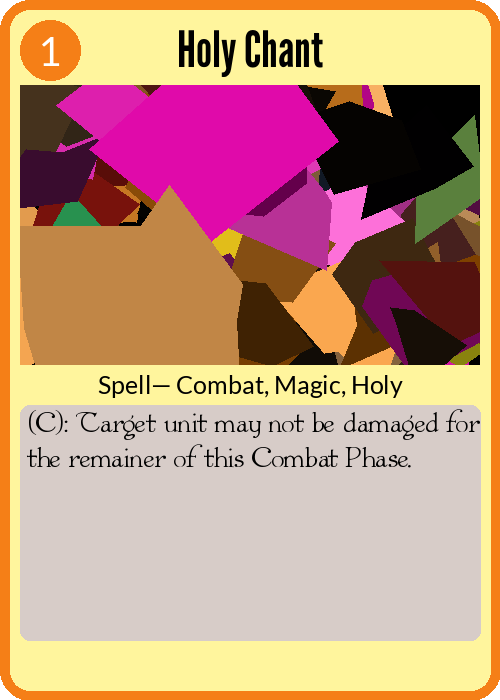 1
Holy Chant
Spell— Combat, Magic, Holy
(C): Target unit may not be damaged for
the remainer of this Combat Phase.